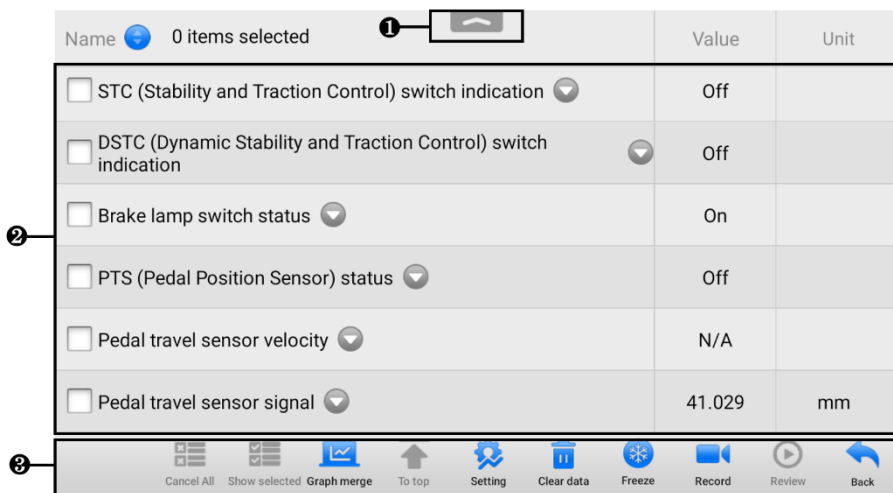 ❶
Name 0 items selected Value Unit
STC (Stability and Traction Control) switch indication Off
DSTC (Dynamic Stability and Traction Control) switch
indication Off
Brake lamp switch status On
❷
PTS (Pedal Position Sensor) status Off
Pedal travel sensor velocity N/A
Pedal travel sensor signal 41.029 mm
❸
Cancel All Show selected Graph merge To top Setting Clear data Freeze Record Review Back